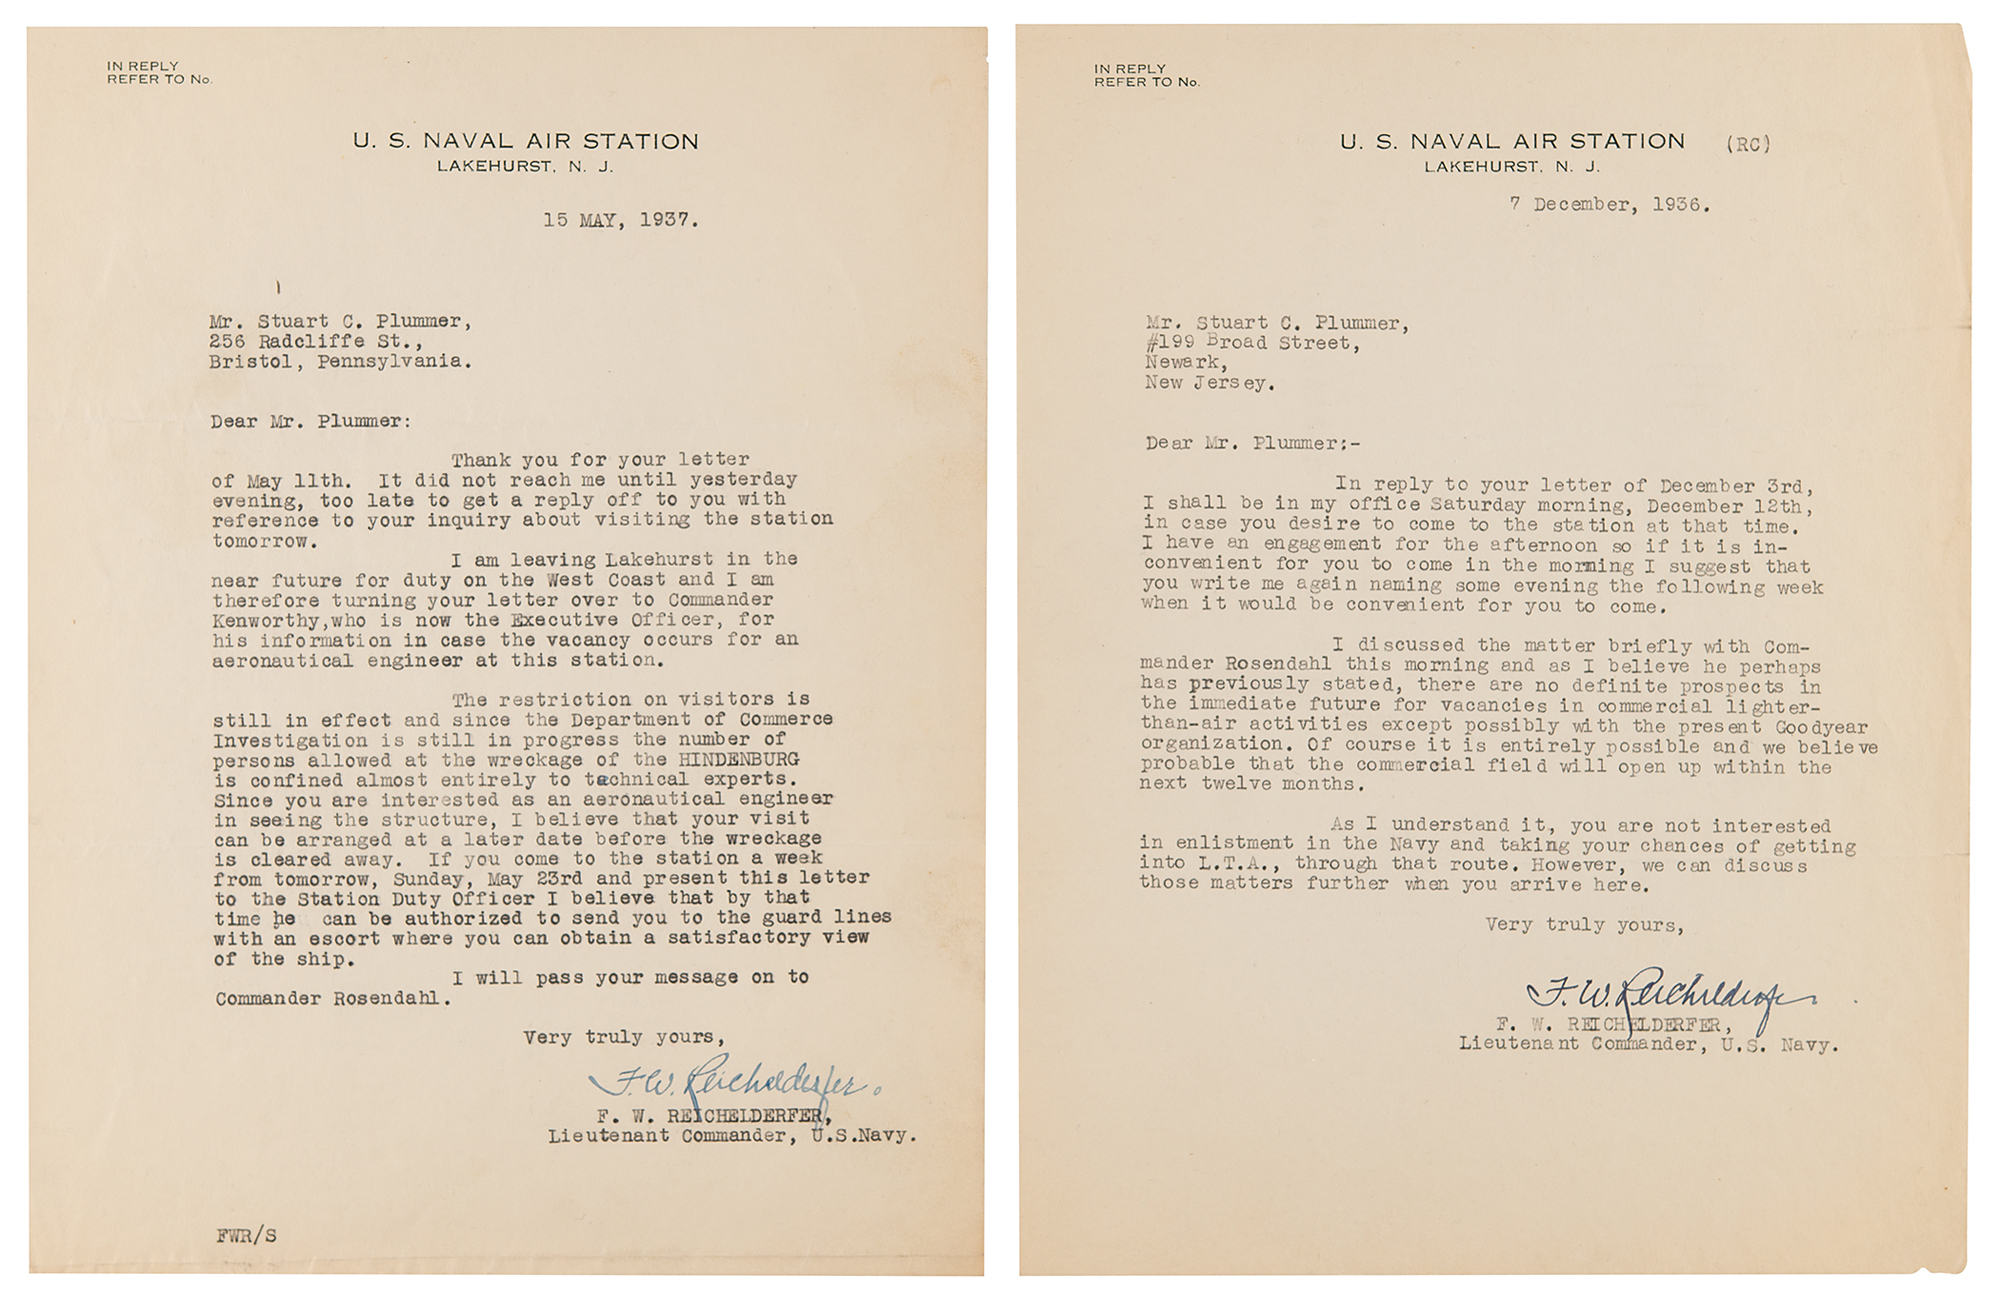 IN REPLY
REFER TO No.
U. S. NAVAL AIR STATION
LAKEHURST, N. J.
15 MAY, 1937.
Mr. Stuart C. Plummer,
256 Radcliffe St.,
Bristol, Pennsylvania.
Dear Mr. Plummer:
Thank you for your letter
of May 11th. It did not reach me until yesterday
evening, too late to get a reply off to you with
reference to your inquiry about visiting the station
tomorrow.
I am leaving Lakehurst in the
near future for duty on the West Coast and I am
therefore turning your letter over to Commander
Kenworthy,who is now the Executive Officer, for
his information in case the vacancy occurs for an
aeronautical engineer at this station.
The restriction on visitors is
still in effect and since the Department of Commerce
Investigation is still in progress the number of
persons allowed at the wreckage of the HINDENBURG
is confined almost entirely to technical experts.
Since you are interested as an aeronautical engineer
in seeing the structure, I believe that your visit
can be arranged at a later date before the wreckage
is cleared away. If you come to the station a week
from tomorrow, Sunday, May 23rd and present this letter
to the Station Duty Officer I believe that by that
time he can be authorized to send you to the guard lines
with an escort where you can obtain a satisfactory view
of the ship.
I will pass your message on to
Commander Rosendahl.
Very truly yours,
F. W. Reichelderfer.
F. W. REICHELDERFER,
Lieutenant Commander, U.S.Navy.
FWR/S
IN REPLY
REFER TO No.
U. S. NAVAL AIR STATION (RC)
LAKEHURST, N. J.
7 December, 1936.
Mr. Stuart C. Plummer,
#199 Broad Street,
Newark,
New Jersey.
Dear Mr. Plummer:-
In reply to your letter of December 3rd,
I shall be in my office Saturday morning, December 12th,
in case you desire to come to the station at that time.
I have an engagement for the afternoon so if it is in-
convenient for you to come in the morning I suggest that
you write me again naming some evening the following week
when it would be convenient for you to come.
I discussed the matter briefly with Com-
mander Rosendahl this morning and as I believe he perhaps
has previously stated, there are no definite prospects in
the immediate future for vacancies in commercial lighter-
than-air activities except possibly with the present Goodyear
organization. Of course it is entirely possible and we believe
probable that the commercial field will open up within the
next twelve months.
As I understand it, you are not interested
in enlistment in the Navy and taking your chances of getting
into L.T.A., through that route. However, we can discuss
those matters further when you arrive here.
Very truly yours,
F. W. Reichelderfer
F. W. REICHELDERFER,
Lieutenant Commander, U.S. Navy.